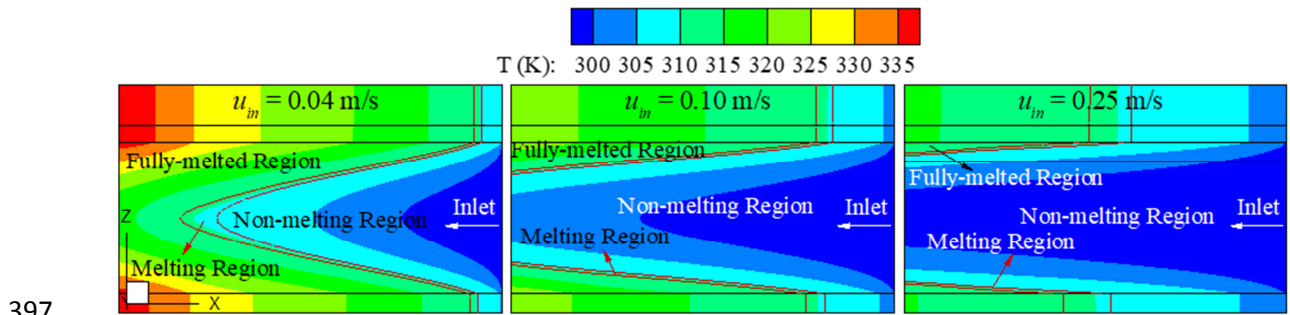 T (K): 300 305 310 315 320 325 330 335
u_in = 0.04 m/s
Fully-melted Region
Z
Non-melting Region
Inlet
Melting Region
X
u_in = 0.10 m/s
Fully-melted Region
Non-melting Region
Inlet
Melting Region
u_in = 0.25 m/s
Fully-melted Region
Non-melting Region
Inlet
Melting Region
397